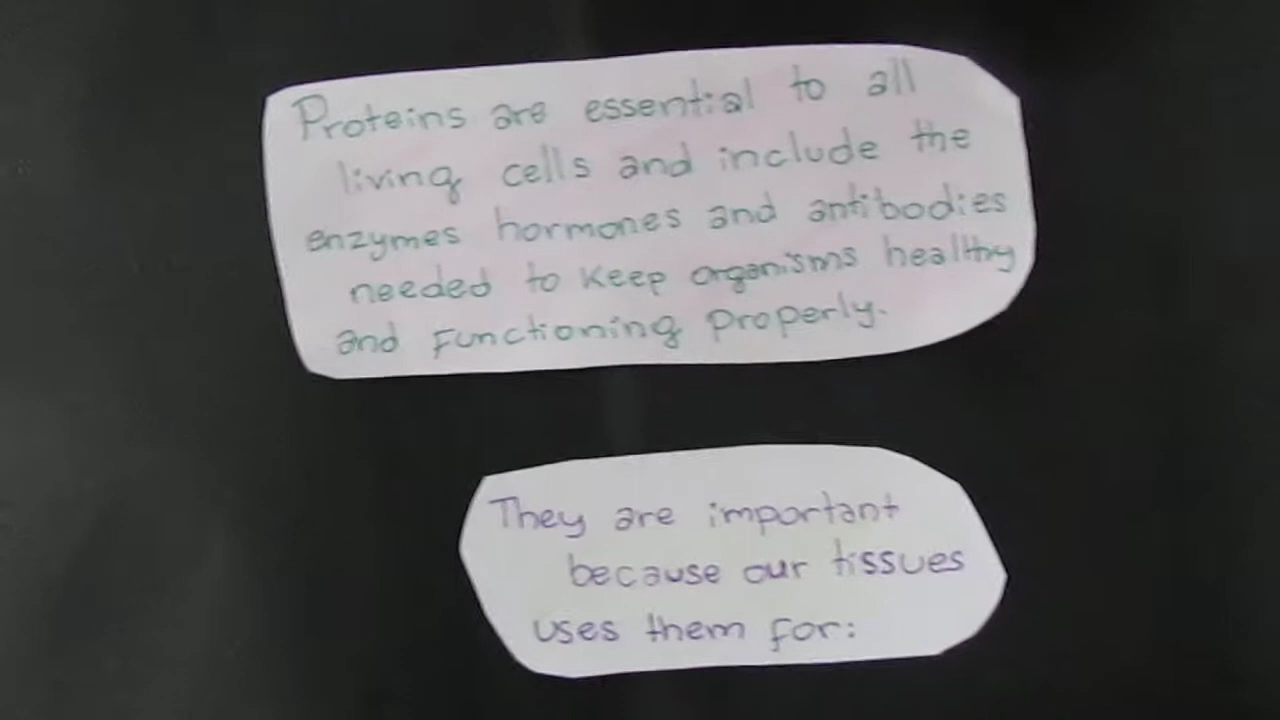 Proteins are essential to all
living cells and include the
enzymes hormones and antibodies
needed to keep organisms healthy
and functioning properly.
They are important
because our tissues
uses them for: